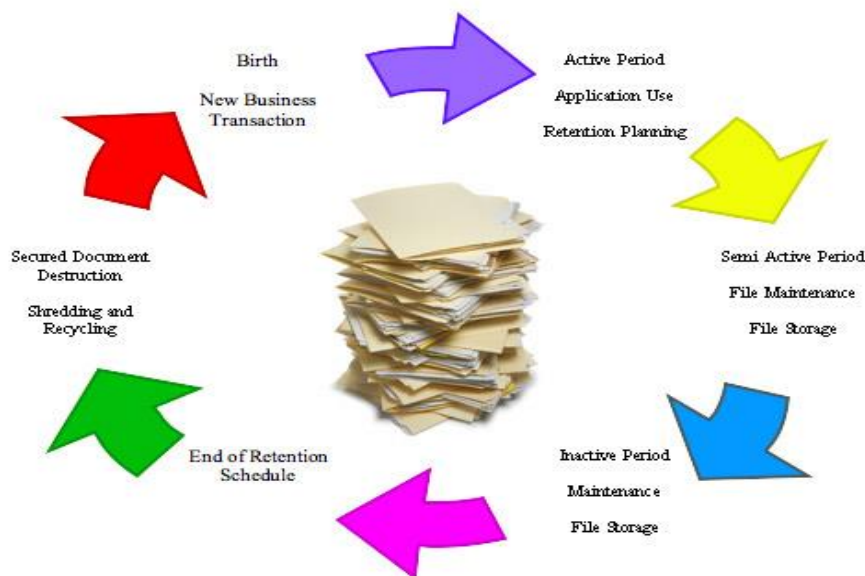 Birth
New Business
Transaction
Active Period
Application Use
Retention Planning
Semi Active Period
File Maintenance
File Storage
Inactive Period
Maintenance
File Storage
End of Retention
Schedule
Secured Document
Destruction
Shredding and
Recycling